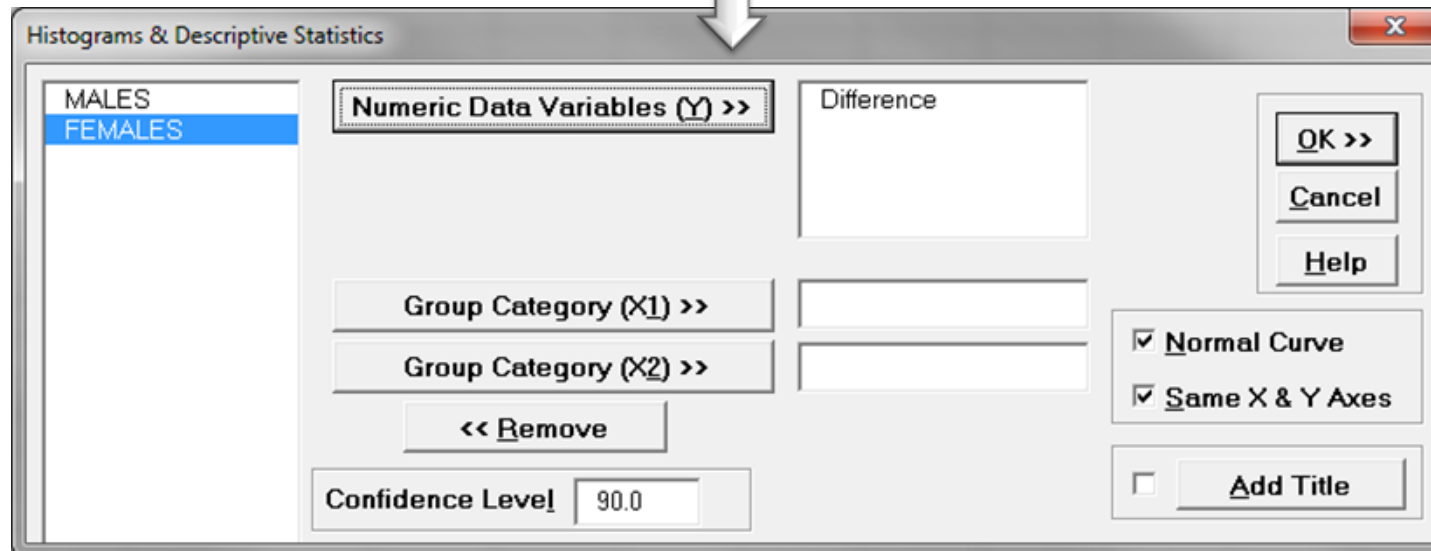 Histograms & Descriptive Statistics
MALES
FEMALES
Numeric Data Variables (Y) >>
Difference
OK >>
Cancel
Help
Group Category (X1) >>
Group Category (X2) >>
<< Remove
Normal Curve
Same X & Y Axes
Confidence Level 90.0
Add Title